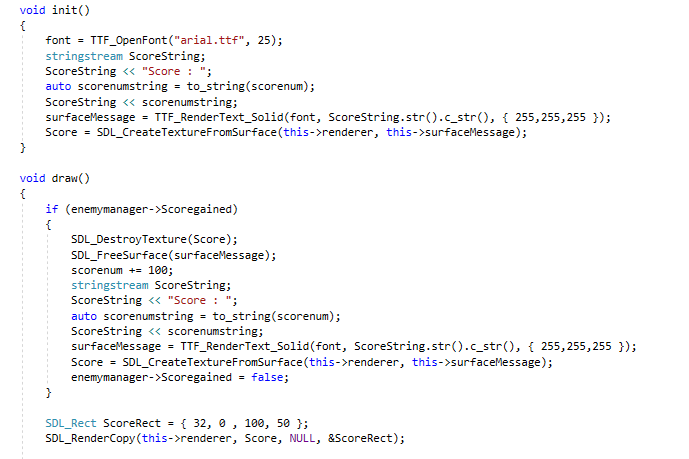 void init()
{
font = TTF_OpenFont("arial.ttf", 25);
stringstream ScoreString;
ScoreString << "Score : ";
auto scorenumstring = to_string(scorenum);
ScoreString << scorenumstring;
surfaceMessage = TTF_RenderText_Solid(font, ScoreString.str().c_str(), { 255,255,255 });
Score = SDL_CreateTextureFromSurface(this->renderer, this->surfaceMessage);
}
void draw()
{
if (enemymanager->Scoregained)
{
SDL_DestroyTexture(Score);
SDL_FreeSurface(surfaceMessage);
scorenum += 100;
stringstream ScoreString;
ScoreString << "Score : ";
auto scorenumstring = to_string(scorenum);
ScoreString << scorenumstring;
surfaceMessage = TTF_RenderText_Solid(font, ScoreString.str().c_str(), { 255,255,255 });
Score = SDL_CreateTextureFromSurface(this->renderer, this->surfaceMessage);
enemymanager->Scoregained = false;
}
SDL_Rect ScoreRect = { 32, 0 , 100, 50 };
SDL_RenderCopy(this->renderer, Score, NULL, &ScoreRect);